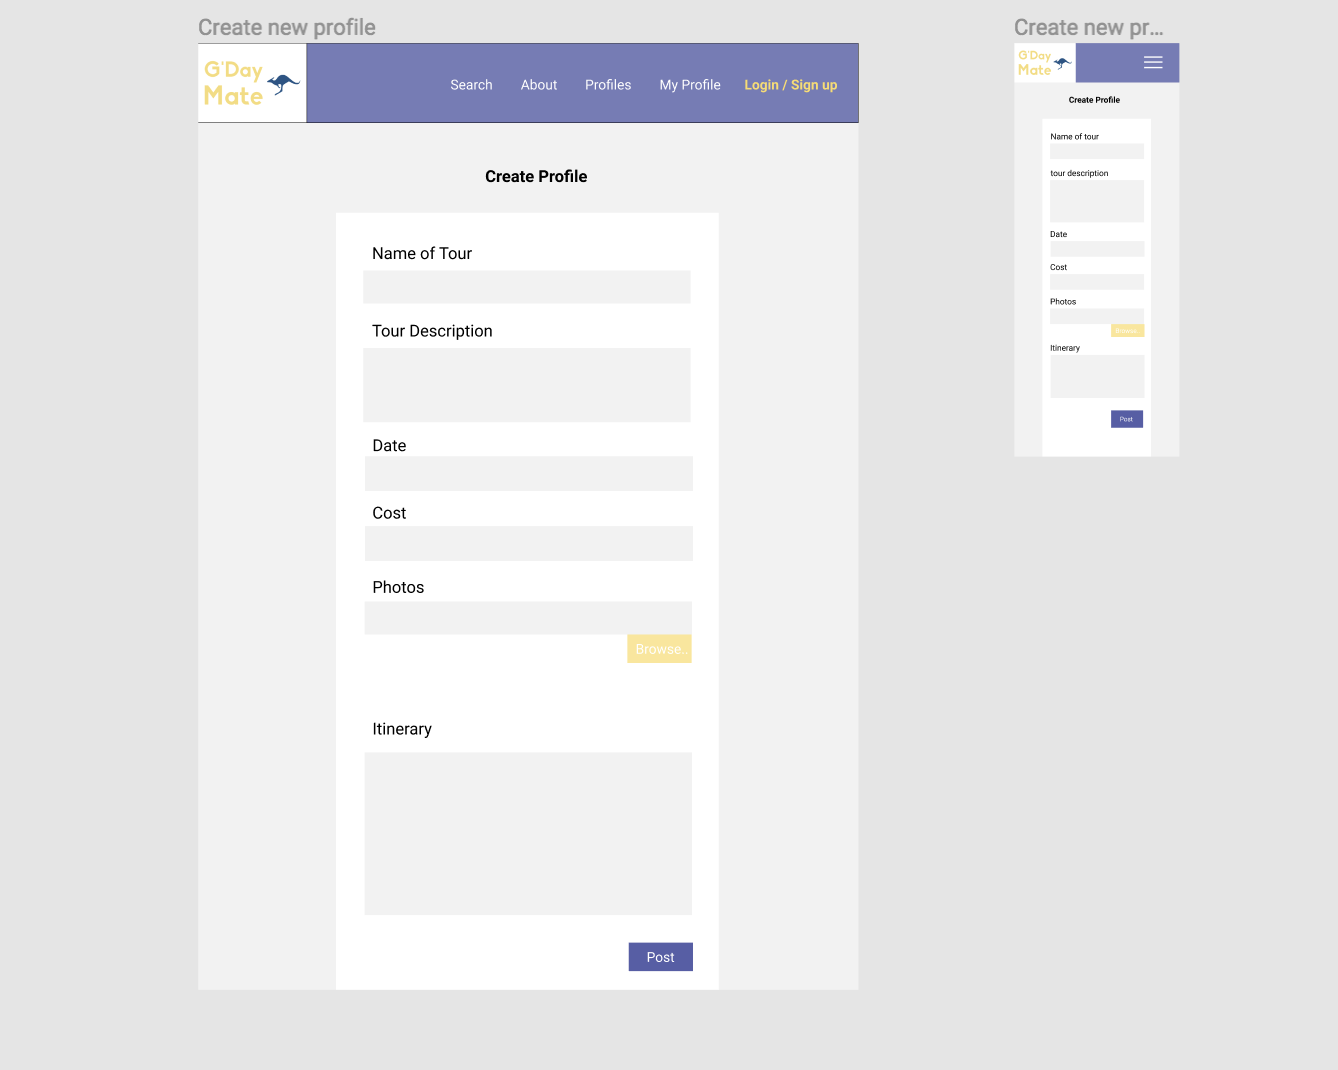 Create new profile
G'Day
Mate
Search About Profiles My Profile Login / Sign up
Create Profile
Name of Tour
Tour Description
Date
Cost
Photos
Browse..
Itinerary
Post
Create new pr...
G'Day
Mate
Create Profile
Name of tour
tour description
Date
Cost
Photos
Browse..
Itinerary
Post